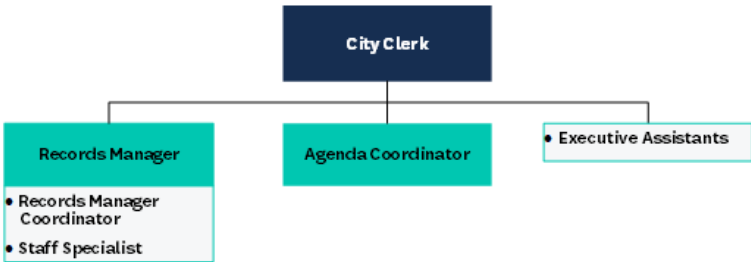 City Clerk
Records Manager
• Records Manager
Coordinator
• Staff Specialist
Agenda Coordinator
• Executive Assistants